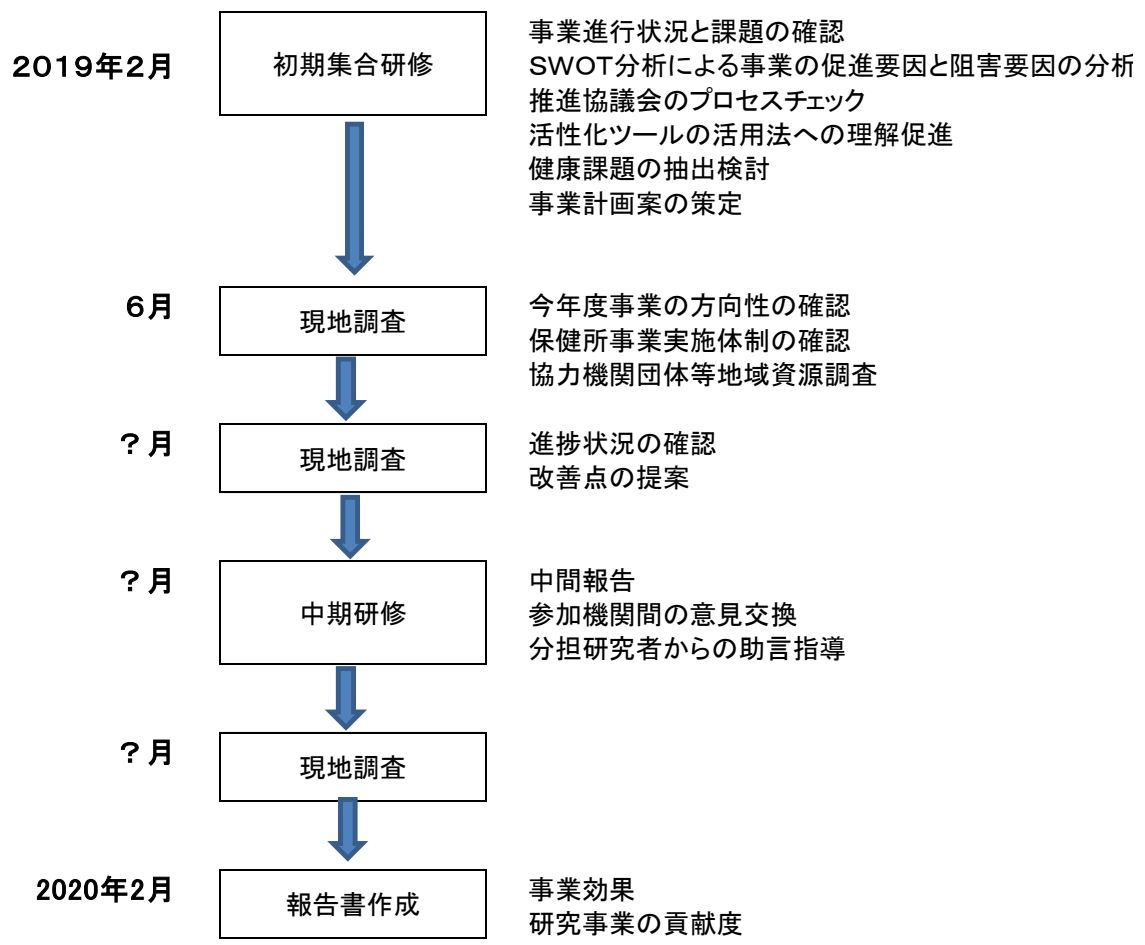 2019年2月
初期集合研修
事業進行状況と課題の確認
SWOT分析による事業の促進要因と阻害要因の分析
推進協議会のプロセスチェック
活性化ツールの活用法への理解促進
健康課題の抽出検討
事業計画案の策定
6月
現地調査
今年度事業の方向性の確認
保健所事業実施体制の確認
協力機関団体等地域資源調査
?月
現地調査
進捗状況の確認
改善点の提案
?月
中期研修
中間報告
参加機関間の意見交換
分担研究者からの助言指導
?月
現地調査
2020年2月
報告書作成
事業効果
研究事業の貢献度